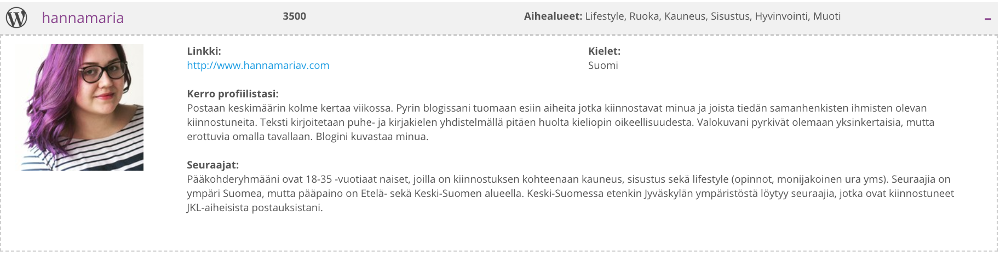 hannamaria
3500
Aihealueet: Lifestyle, Ruoka, Kauneus, Sisustus, Hyvinvointi, Muoti
Linkki:
http://www.hannamariav.com
Kielet:
Suomi
Kerro profiilistasi:
Postaan keskimäärin kolme kertaa viikossa. Pyrin blogissani tuomaan esiin aiheita jotka kiinnostavat minua ja joista tiedän samanhenkisten ihmisten olevan
kiinnostuneita. Teksti kirjoitetaan puhe- ja kirjakielen yhdistelmällä pitäen huolta kieliopin oikeellisuudesta. Valokuvani pyrkivät olemaan yksinkertaisia, mutta
erottuvia omalla tavallaan. Blogini kuvastaa minua.
Seuraajat:
Pääkohderyhmääni ovat 18-35 -vuotiaat naiset, joilla on kiinnostuksen kohteenaan kauneus, sisustus sekä lifestyle (opinnot, monijakoinen ura yms). Seuraajia on
ympäri Suomea, mutta pääpaino on Etelä- sekä Keski-Suomen alueella. Keski-Suomessa etenkin Jyväskylän ympäristöstä löytyy seuraajia, jotka ovat kiinnostuneet
JKL-aiheisista postauksistani.